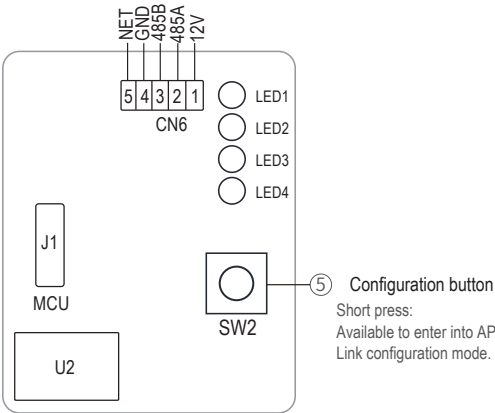 NET
GND
485B
485A
12V
5 4 3 2 1
CN6
LED1
LED2
LED3
LED4
J1
MCU
SW2
U2
⑤ Configuration button
Short press:
Available to enter into AP
Link configuration mode.